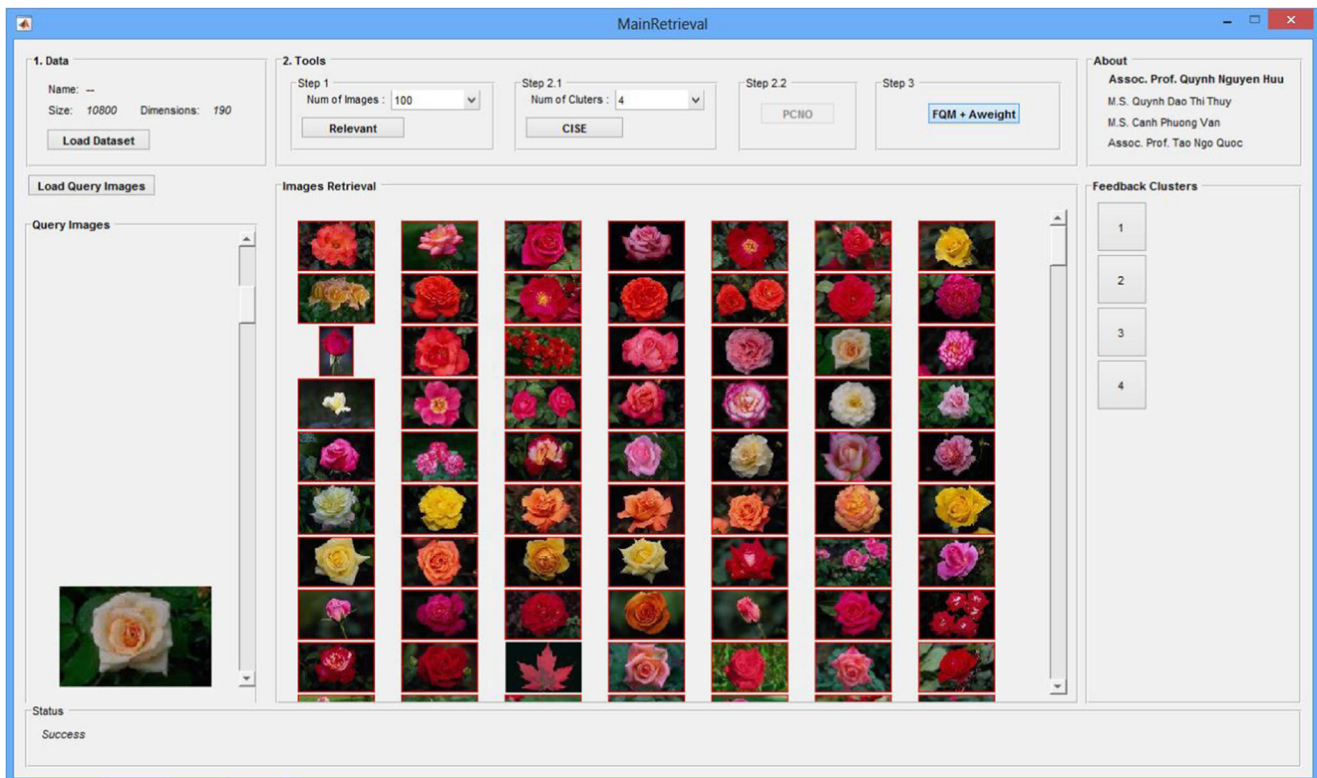 MainRetrieval
1. Data
Name: --
Size: 10800 Dimensions: 190
Load Dataset
2. Tools
Step 1
Num of Images : 100
Relevant
Step 2.1
Num of Cluters : 4
CISE
Step 2.2
PCNO
Step 3
FQM + Aweight
About
Assoc. Prof. Quynh Nguyen Huu
M.S. Quynh Dao Thi Thuy
M.S. Canh Phuong Van
Assoc. Prof. Tao Ngo Quoc
Load Query Images
Query Images
Images Retrieval
Feedback Clusters
1
2
3
4
Status
Success